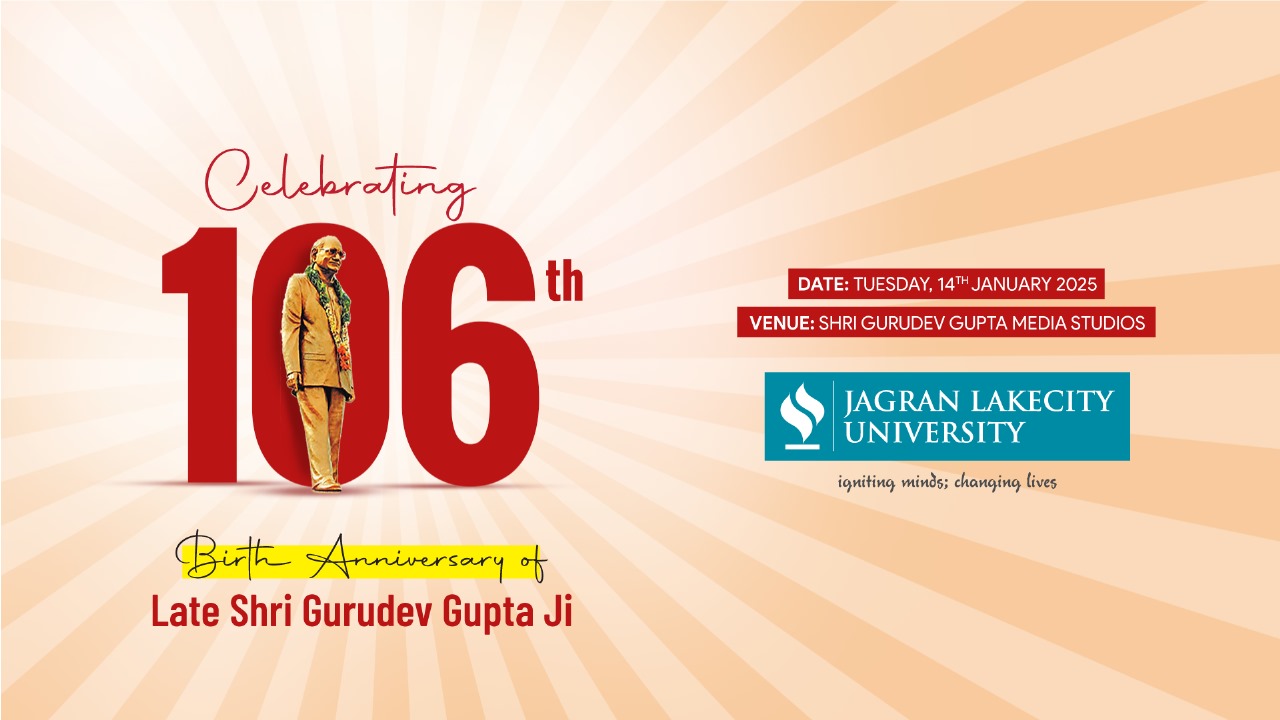 Celebrating
106th
Birth Anniversary of
Late Shri Gurudev Gupta Ji
DATE: TUESDAY, 14TH JANUARY 2025
VENUE: SHRI GURUDEV GUPTA MEDIA STUDIOS
JAGRAN LAKECITY
UNIVERSITY
igniting minds; changing lives